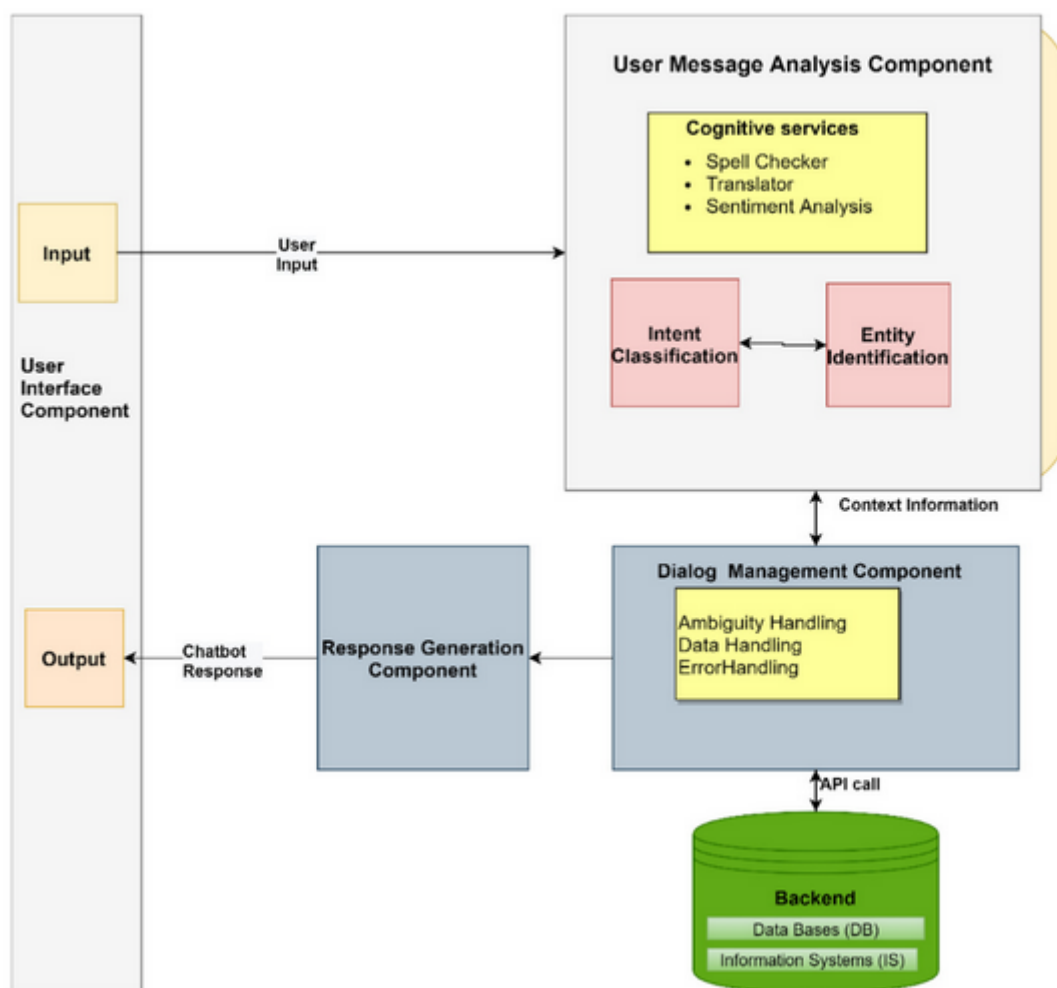 User Message Analysis Component
Cognitive services
• Spell Checker
• Translator
• Sentiment Analysis
Input
User
Input
Intent
Classification
Entity
Identification
User
Interface
Component
Context Information
Dialog Management Component
Ambiguity Handling
Data Handling
ErrorHandling
Response Generation
Component
Chatbot
Response
Output
API call
Backend
Data Bases (DB)
Information Systems (IS)